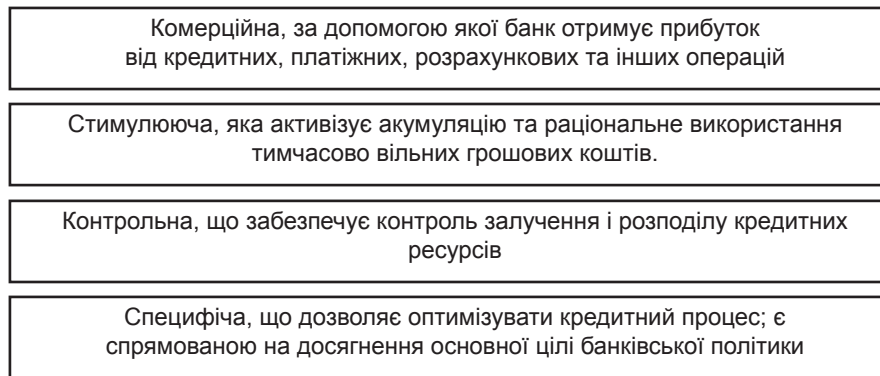 Комерційна, за допомогою якої банк отримує прибуток
від кредитних, платіжних, розрахункових та інших операцій
Стимулююча, яка активізує акумуляцію та раціональне використання
тимчасово вільних грошових коштів.
Контрольна, що забезпечує контроль залучення і розподілу кредитних
ресурсів
Специфіча, що дозволяє оптимізувати кредитний процес; є
спрямованою на досягнення основної цілі банківської політики